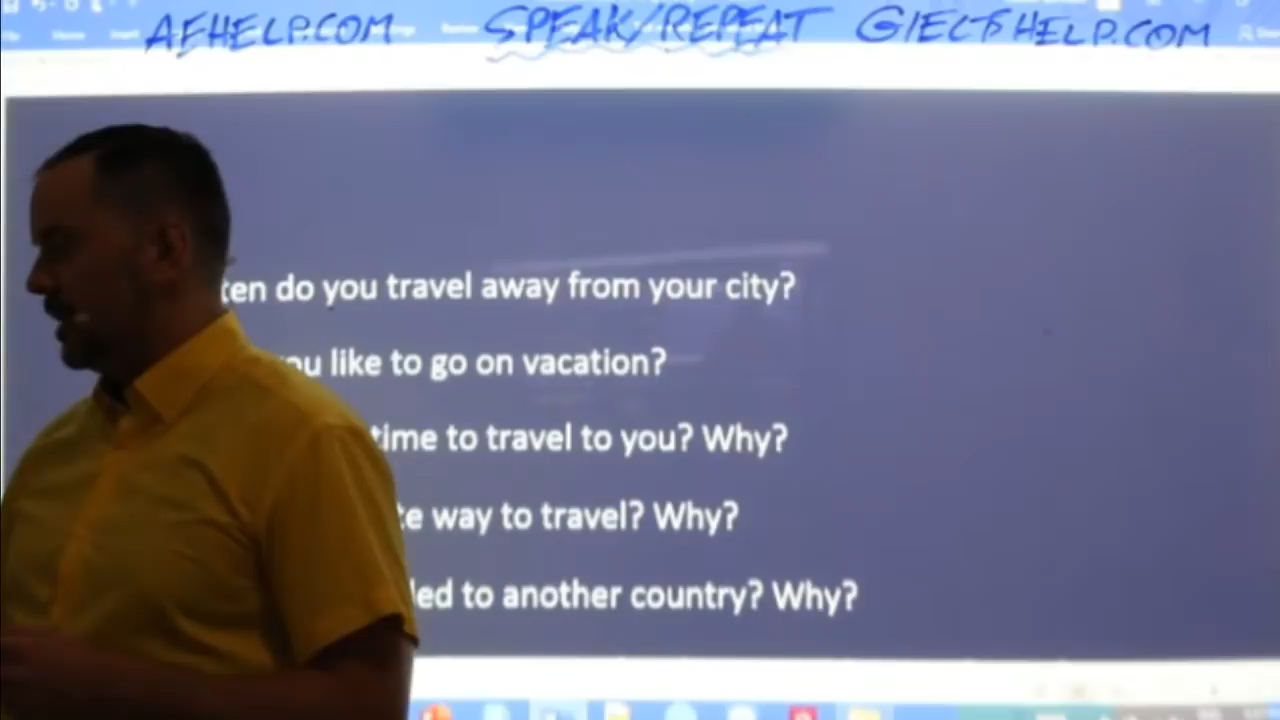 AEHELP.COM SPEAK/REPEAT GIELTSHELP.COM
ten do you travel away from your city?
ou like to go on vacation?
time to travel to you? Why?
te way to travel? Why?
led to another country? Why?